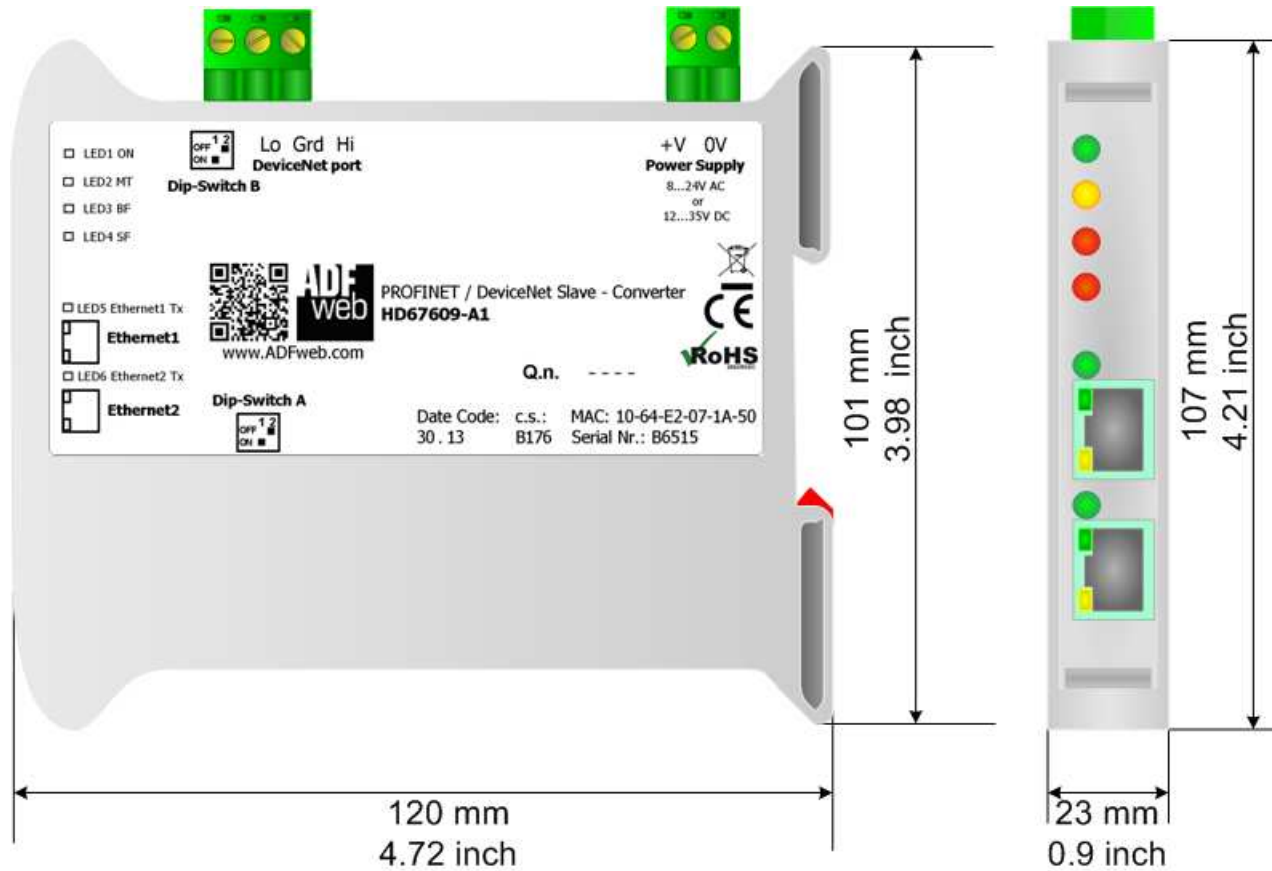 LED1 ON
LED2 MT
LED3 BF
LED4 SF
OFF 1 2
ON
Dip-Switch B
Lo Grd Hi
DeviceNet port
+V 0V
Power Supply
8...24V AC
or
12...35V DC
ADF
web
www.ADFweb.com
PROFINET / DeviceNet Slave - Converter
HD67609-A1
CE
RoHS
LED5 Ethernet1 Tx
Ethernet1
LED6 Ethernet2 Tx
Ethernet2
Dip-Switch A
OFF 1 2
ON
Q.n. - - - -
Date Code: c.s.: MAC: 10-64-E2-07-1A-50
30 . 13 B176 Serial Nr.: B6515
101 mm
3.98 inch
107 mm
4.21 inch
120 mm
4.72 inch
23 mm
0.9 inch